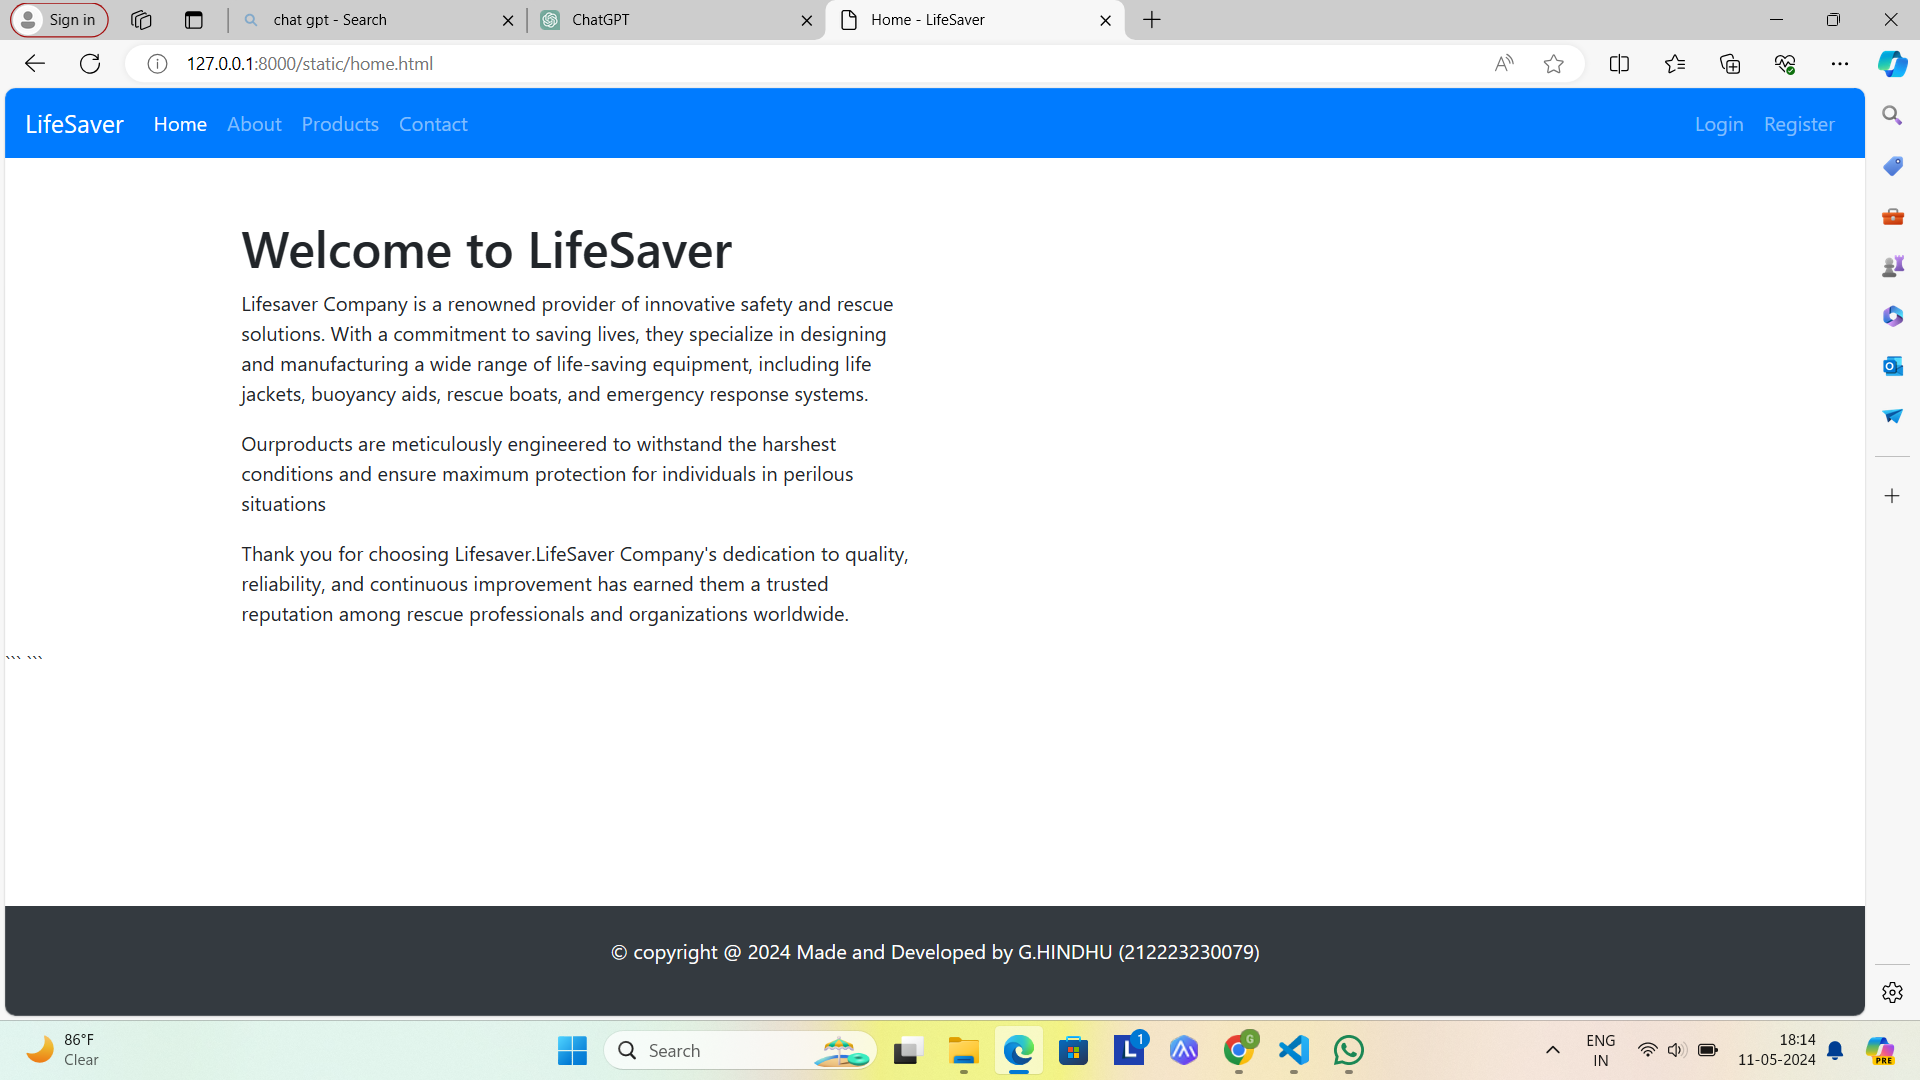 Sign in
chat gpt - Search
ChatGPT
Home - LifeSaver
127.0.0.1:8000/static/home.html
LifeSaver Home About Products Contact Login Register
Welcome to LifeSaver
Lifesaver Company is a renowned provider of innovative safety and rescue
solutions. With a commitment to saving lives, they specialize in designing
and manufacturing a wide range of life-saving equipment, including life
jackets, buoyancy aids, rescue boats, and emergency response systems.
Ourproducts are meticulously engineered to withstand the harshest
conditions and ensure maximum protection for individuals in perilous
situations
Thank you for choosing Lifesaver.LifeSaver Company's dedication to quality,
reliability, and continuous improvement has earned them a trusted
reputation among rescue professionals and organizations worldwide.
``` ```
© copyright @ 2024 Made and Developed by G.HINDHU (212223230079)
86°F
Clear
Search
L
1
G
ENG
IN
18:14
11-05-2024
PRE